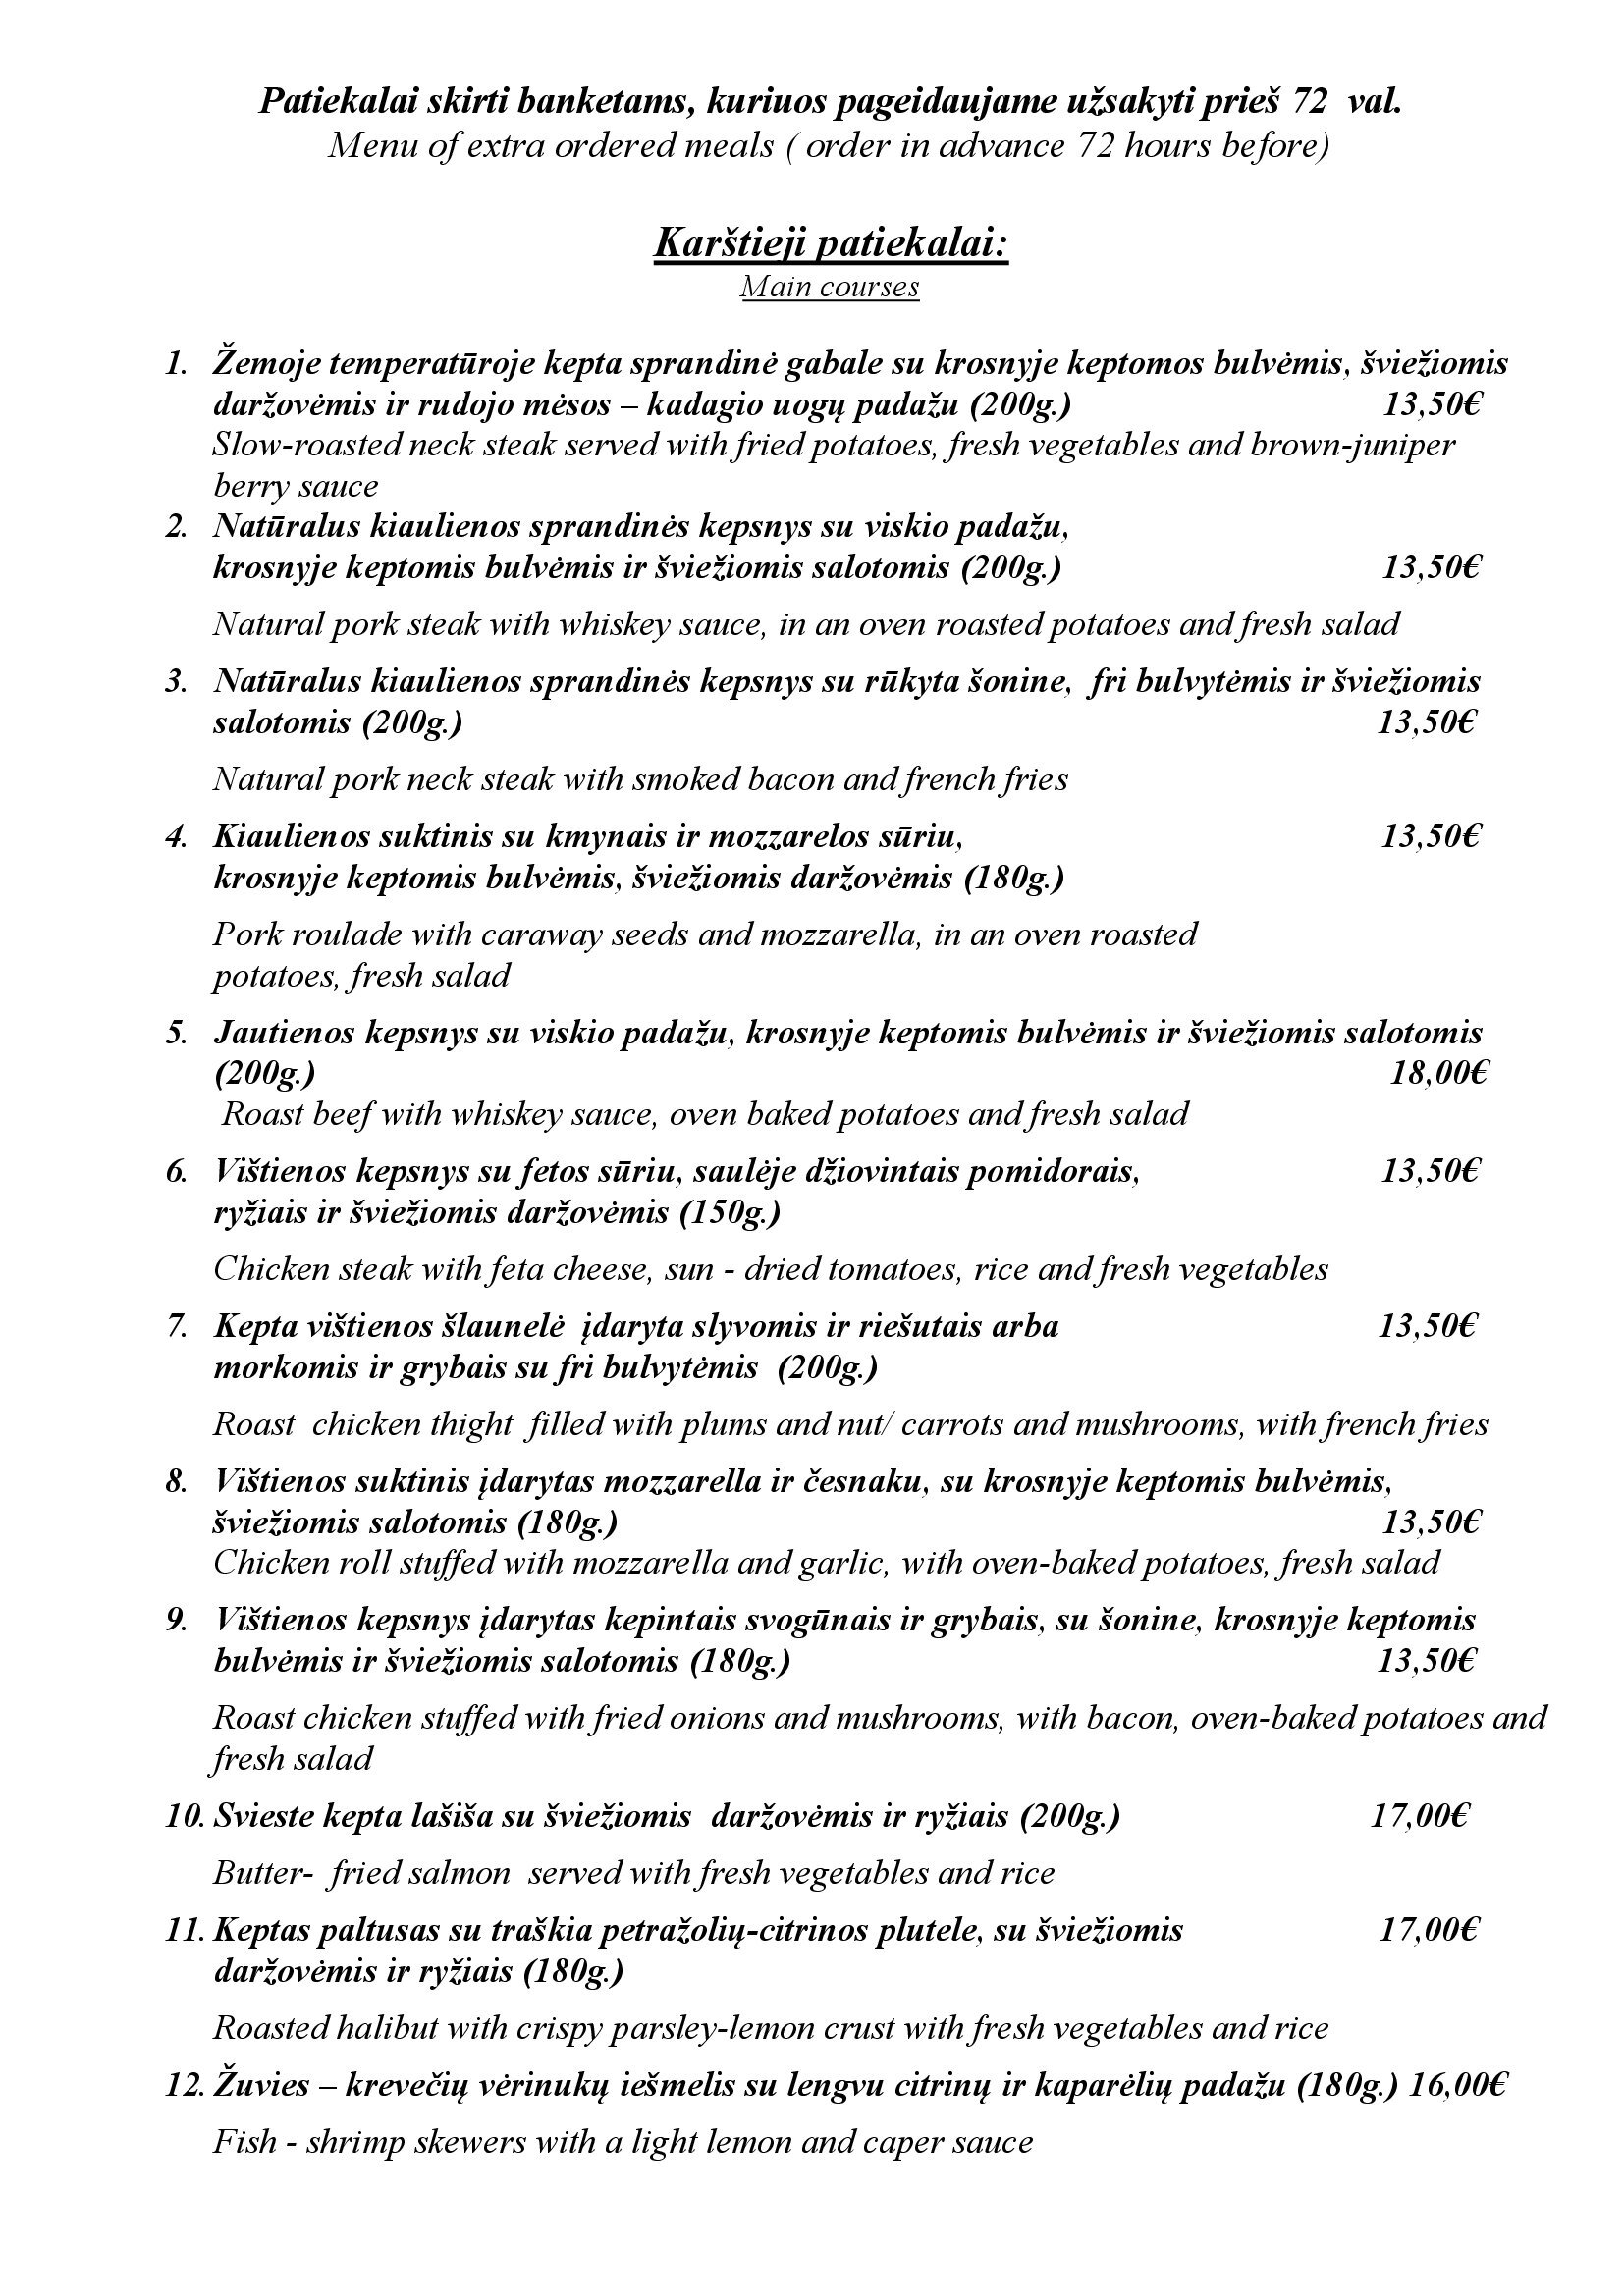 Patiekalai skirti banketams, kuriuos pageidaujame užsakyti prieš 72 val.
Menu of extra ordered meals ( order in advance 72 hours before)
Karštieji patiekalai:
Main courses
1. Žemoje temperatūroje kepta sprandinė gabale su krosnyje keptomos bulvėmis, šviežiomis
daržovėmis ir rudojo mėsos – kadagio uogų padažu (200g.) 13,50€
Slow-roasted neck steak served with fried potatoes, fresh vegetables and brown-juniper
berry sauce
2. Natūralus kiaulienos sprandinės kepsnys su viskio padažu,
krosnyje keptomis bulvėmis ir šviežiomis salotomis (200g.) 13,50€
Natural pork steak with whiskey sauce, in an oven roasted potatoes and fresh salad
3. Natūralus kiaulienos sprandinės kepsnys su rūkyta šonine, fri bulvytėmis ir šviežiomis
salotomis (200g.) 13,50€
Natural pork neck steak with smoked bacon and french fries
4. Kiaulienos suktinis su kmynais ir mozzarelos sūriu, 13,50€
krosnyje keptomis bulvėmis, šviežiomis daržovėmis (180g.)
Pork roulade with caraway seeds and mozzarella, in an oven roasted
potatoes, fresh salad
5. Jautienos kepsnys su viskio padažu, krosnyje keptomis bulvėmis ir šviežiomis salotomis
(200g.) 18,00€
Roast beef with whiskey sauce, oven baked potatoes and fresh salad
6. Vištienos kepsnys su fetos sūriu, saulėje džiovintais pomidorais, 13,50€
ryžiais ir šviežiomis daržovėmis (150g.)
Chicken steak with feta cheese, sun - dried tomatoes, rice and fresh vegetables
7. Kepta vištienos šlaunelė įdaryta slyvomis ir riešutais arba 13,50€
morkomis ir grybais su fri bulvytėmis (200g.)
Roast chicken thight filled with plums and nut/ carrots and mushrooms, with french fries
8. Vištienos suktinis įdarytas mozzarella ir česnaku, su krosnyje keptomis bulvėmis,
šviežiomis salotomis (180g.) 13,50€
Chicken roll stuffed with mozzarella and garlic, with oven-baked potatoes, fresh salad
9. Vištienos kepsnys įdarytas kepintais svogūnais ir grybais, su šonine, krosnyje keptomis
bulvėmis ir šviežiomis salotomis (180g.) 13,50€
Roast chicken stuffed with fried onions and mushrooms, with bacon, oven-baked potatoes and
fresh salad
10. Svieste kepta lašiša su šviežiomis daržovėmis ir ryžiais (200g.) 17,00€
Butter- fried salmon served with fresh vegetables and rice
11. Keptas paltusas su traškia petražolių-citrinos plutele, su šviežiomis 17,00€
daržovėmis ir ryžiais (180g.)
Roasted halibut with crispy parsley-lemon crust with fresh vegetables and rice
12. Žuvies – krevečių vėrinukų iešmelis su lengvu citrinų ir kaparėlių padažu (180g.) 16,00€
Fish - shrimp skewers with a light lemon and caper sauce